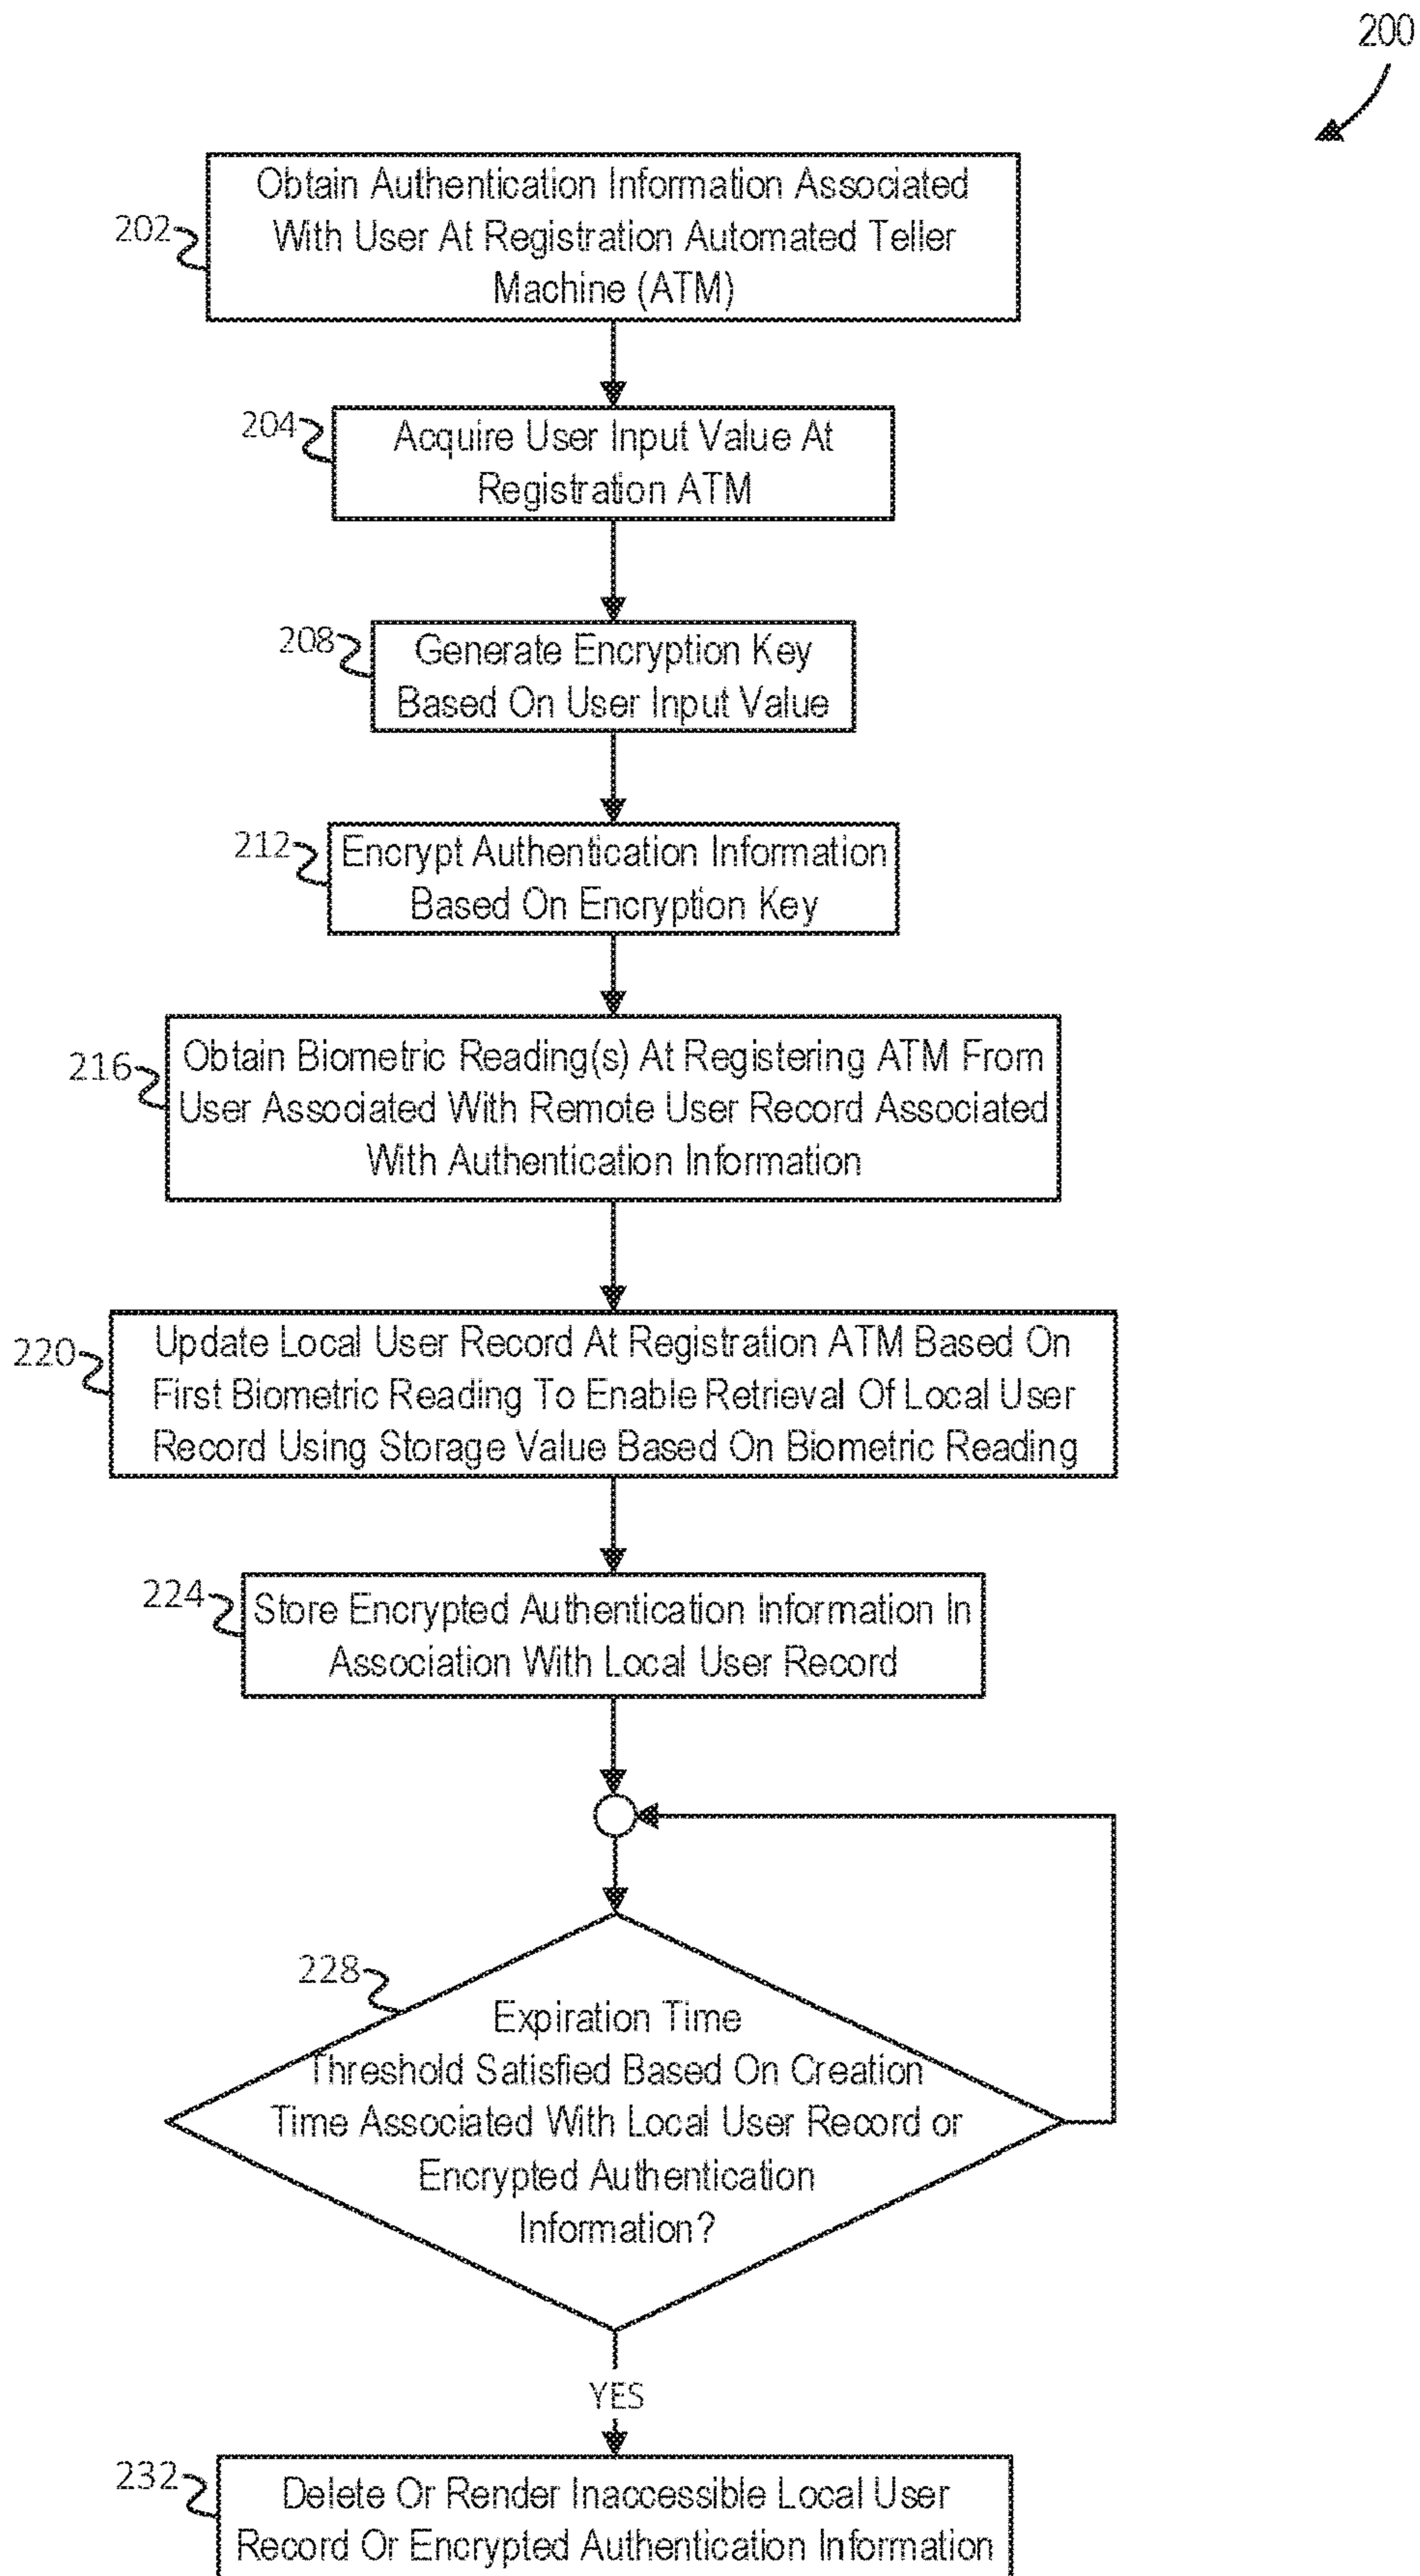 200
202
Obtain Authentication Information Associated
With User At Registration Automated Teller
Machine (ATM)
204
Acquire User Input Value At
Registration ATM
208
Generate Encryption Key
Based On User Input Value
212
Encrypt Authentication Information
Based On Encryption Key
216
Obtain Biometric Reading(s) At Registering ATM From
User Associated With Remote User Record Associated
With Authentication Information
220
Update Local User Record At Registration ATM Based On
First Biometric Reading To Enable Retrieval Of Local User
Record Using Storage Value Based On Biometric Reading
224
Store Encrypted Authentication Information In
Association With Local User Record
228
Expiration Time
Threshold Satisfied Based On Creation
Time Associated With Local User Record or
Encrypted Authentication
Information?
YES
232
Delete Or Render Inaccessible Local User
Record Or Encrypted Authentication Information